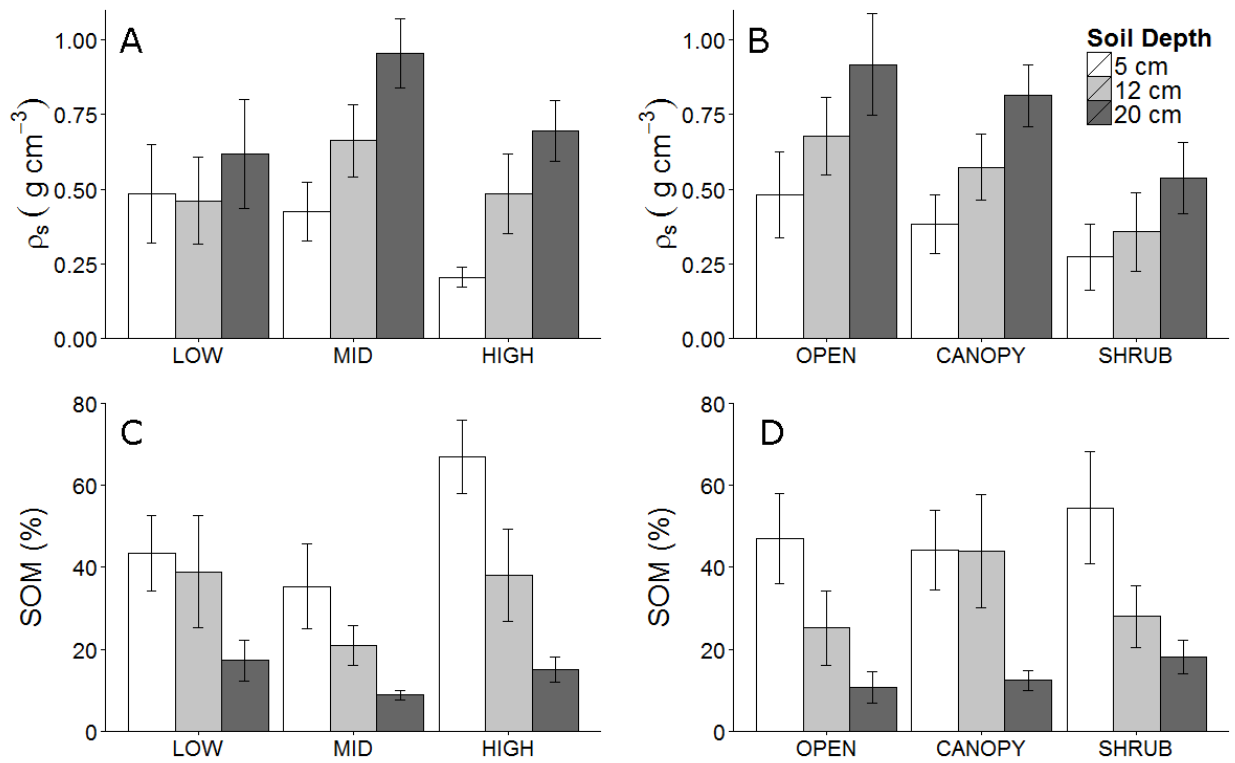 A
ρs ( g cm−3)
1.00
0.75
0.50
0.25
0.00
LOW MID HIGH
B
Soil Depth
5 cm
12 cm
20 cm
ρs ( g cm−3)
1.00
0.75
0.50
0.25
0.00
OPEN CANOPY SHRUB
C
SOM (%)
80
60
40
20
0
LOW MID HIGH
D
SOM (%)
80
60
40
20
0
OPEN CANOPY SHRUB